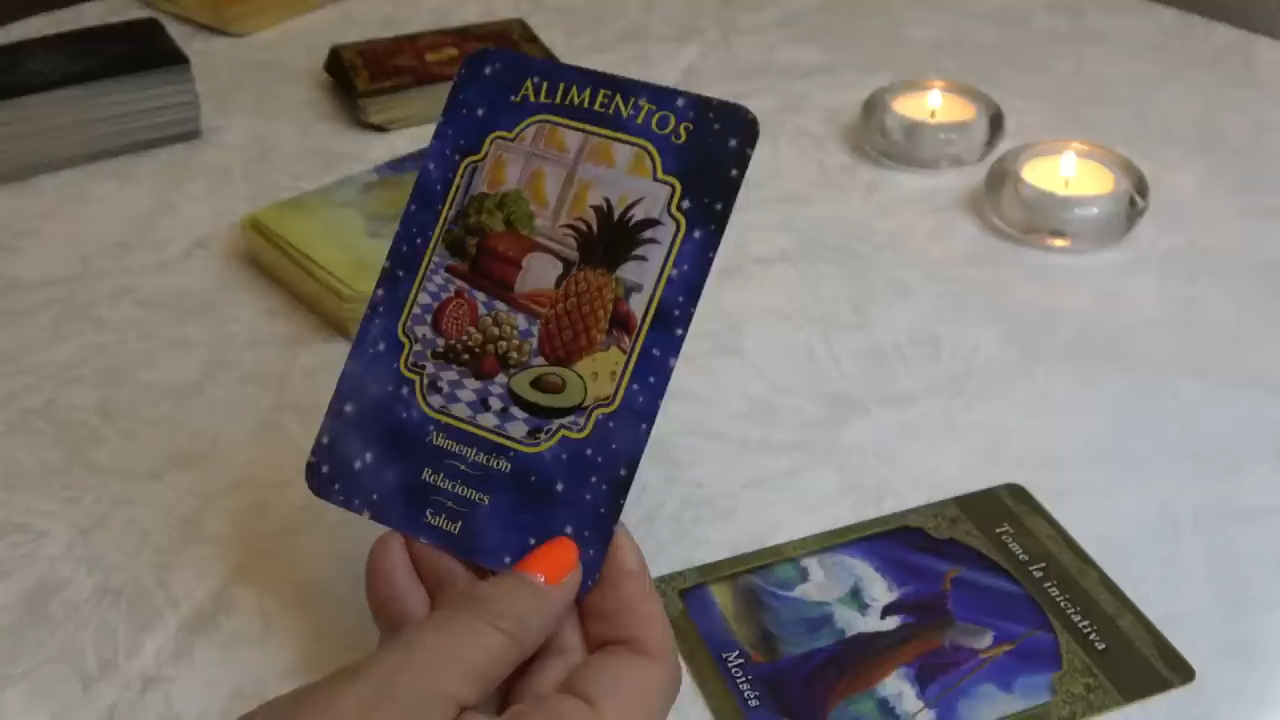 ALIMENTOS
Alimentación
Relaciones
Salud
Tome la iniciativa
Moisés